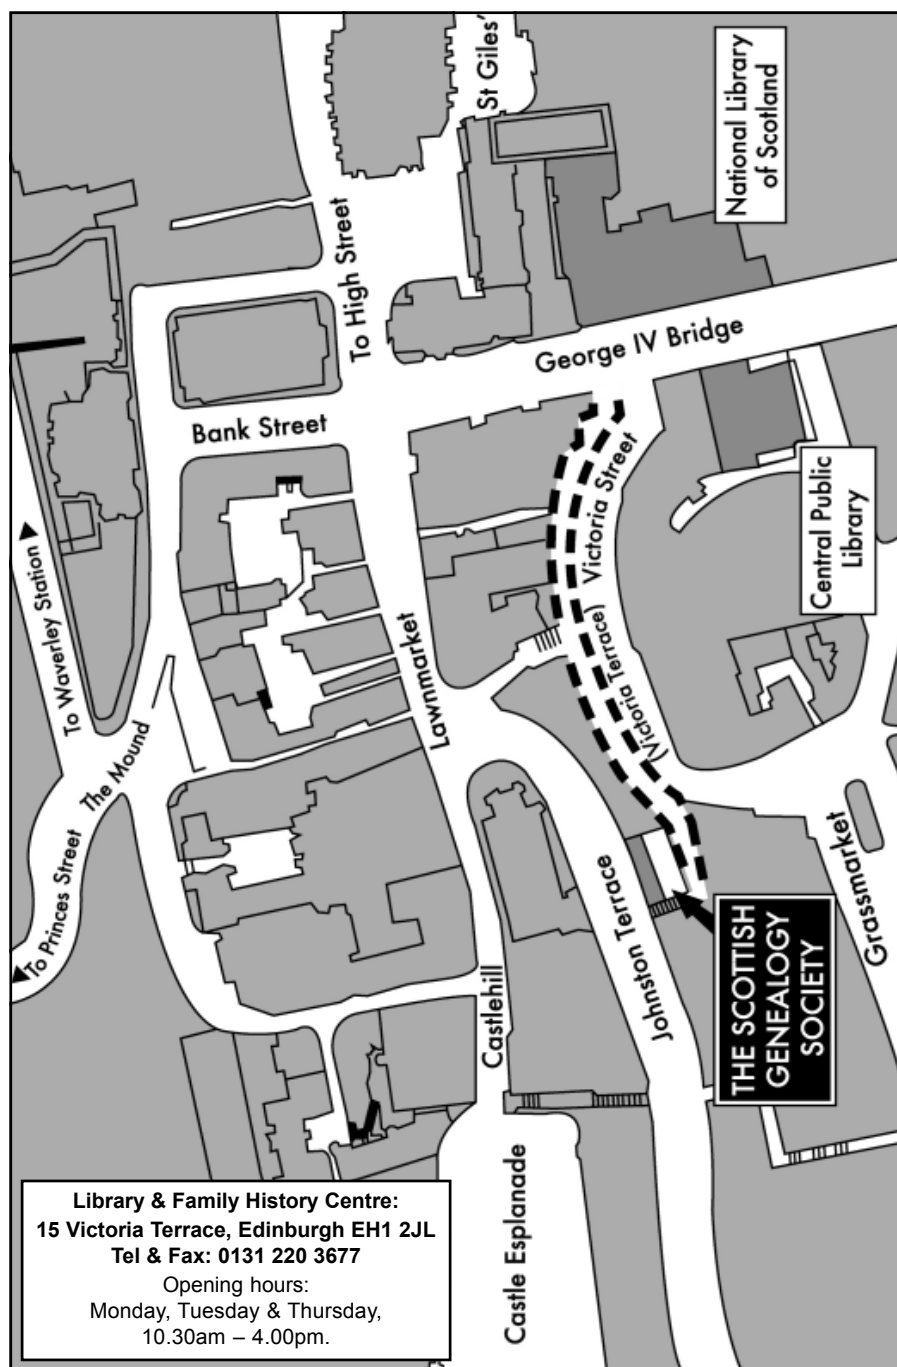 St Giles'
National Library
of Scotland
To High Street
George IV Bridge
Bank Street
Victoria Street
(Victoria Terrace)
Central Public
Library
To Waverley Station
The Mound
To Princes Street
Lawnmarket
Johnston Terrace
Grassmarket
Castlehill
Castle Esplanade
THE SCOTTISH
GENEALOGY
SOCIETY
Library & Family History Centre:
15 Victoria Terrace, Edinburgh EH1 2JL
Tel & Fax: 0131 220 3677
Opening hours:
Monday, Tuesday & Thursday,
10.30am – 4.00pm.